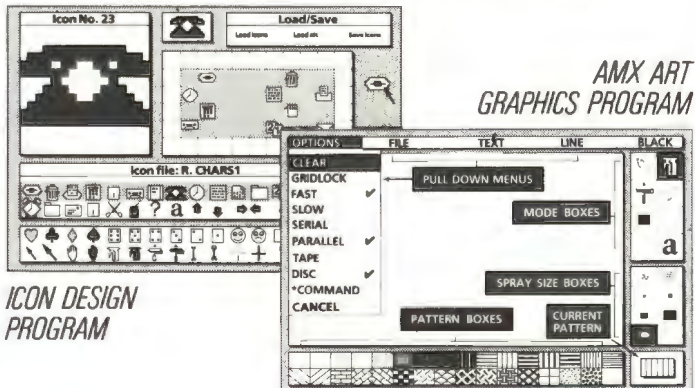 Icon No. 23
Load/Save
Load Icons Load alt Save Icons
AMX ART
GRAPHICS PROGRAM
Icon file: R. CHARS1
? a
OPTIONS FILE TEXT LINE BLACK
CLEAR
GRIDLOCK
FAST ✔
SLOW
SERIAL
PARALLEL ✔
TAPE
DISC ✔
*COMMAND
CANCEL
PULL DOWN MENUS
MODE BOXES
a
SPRAY SIZE BOXES
PATTERN BOXES
CURRENT
PATTERN
ICON DESIGN
PROGRAM